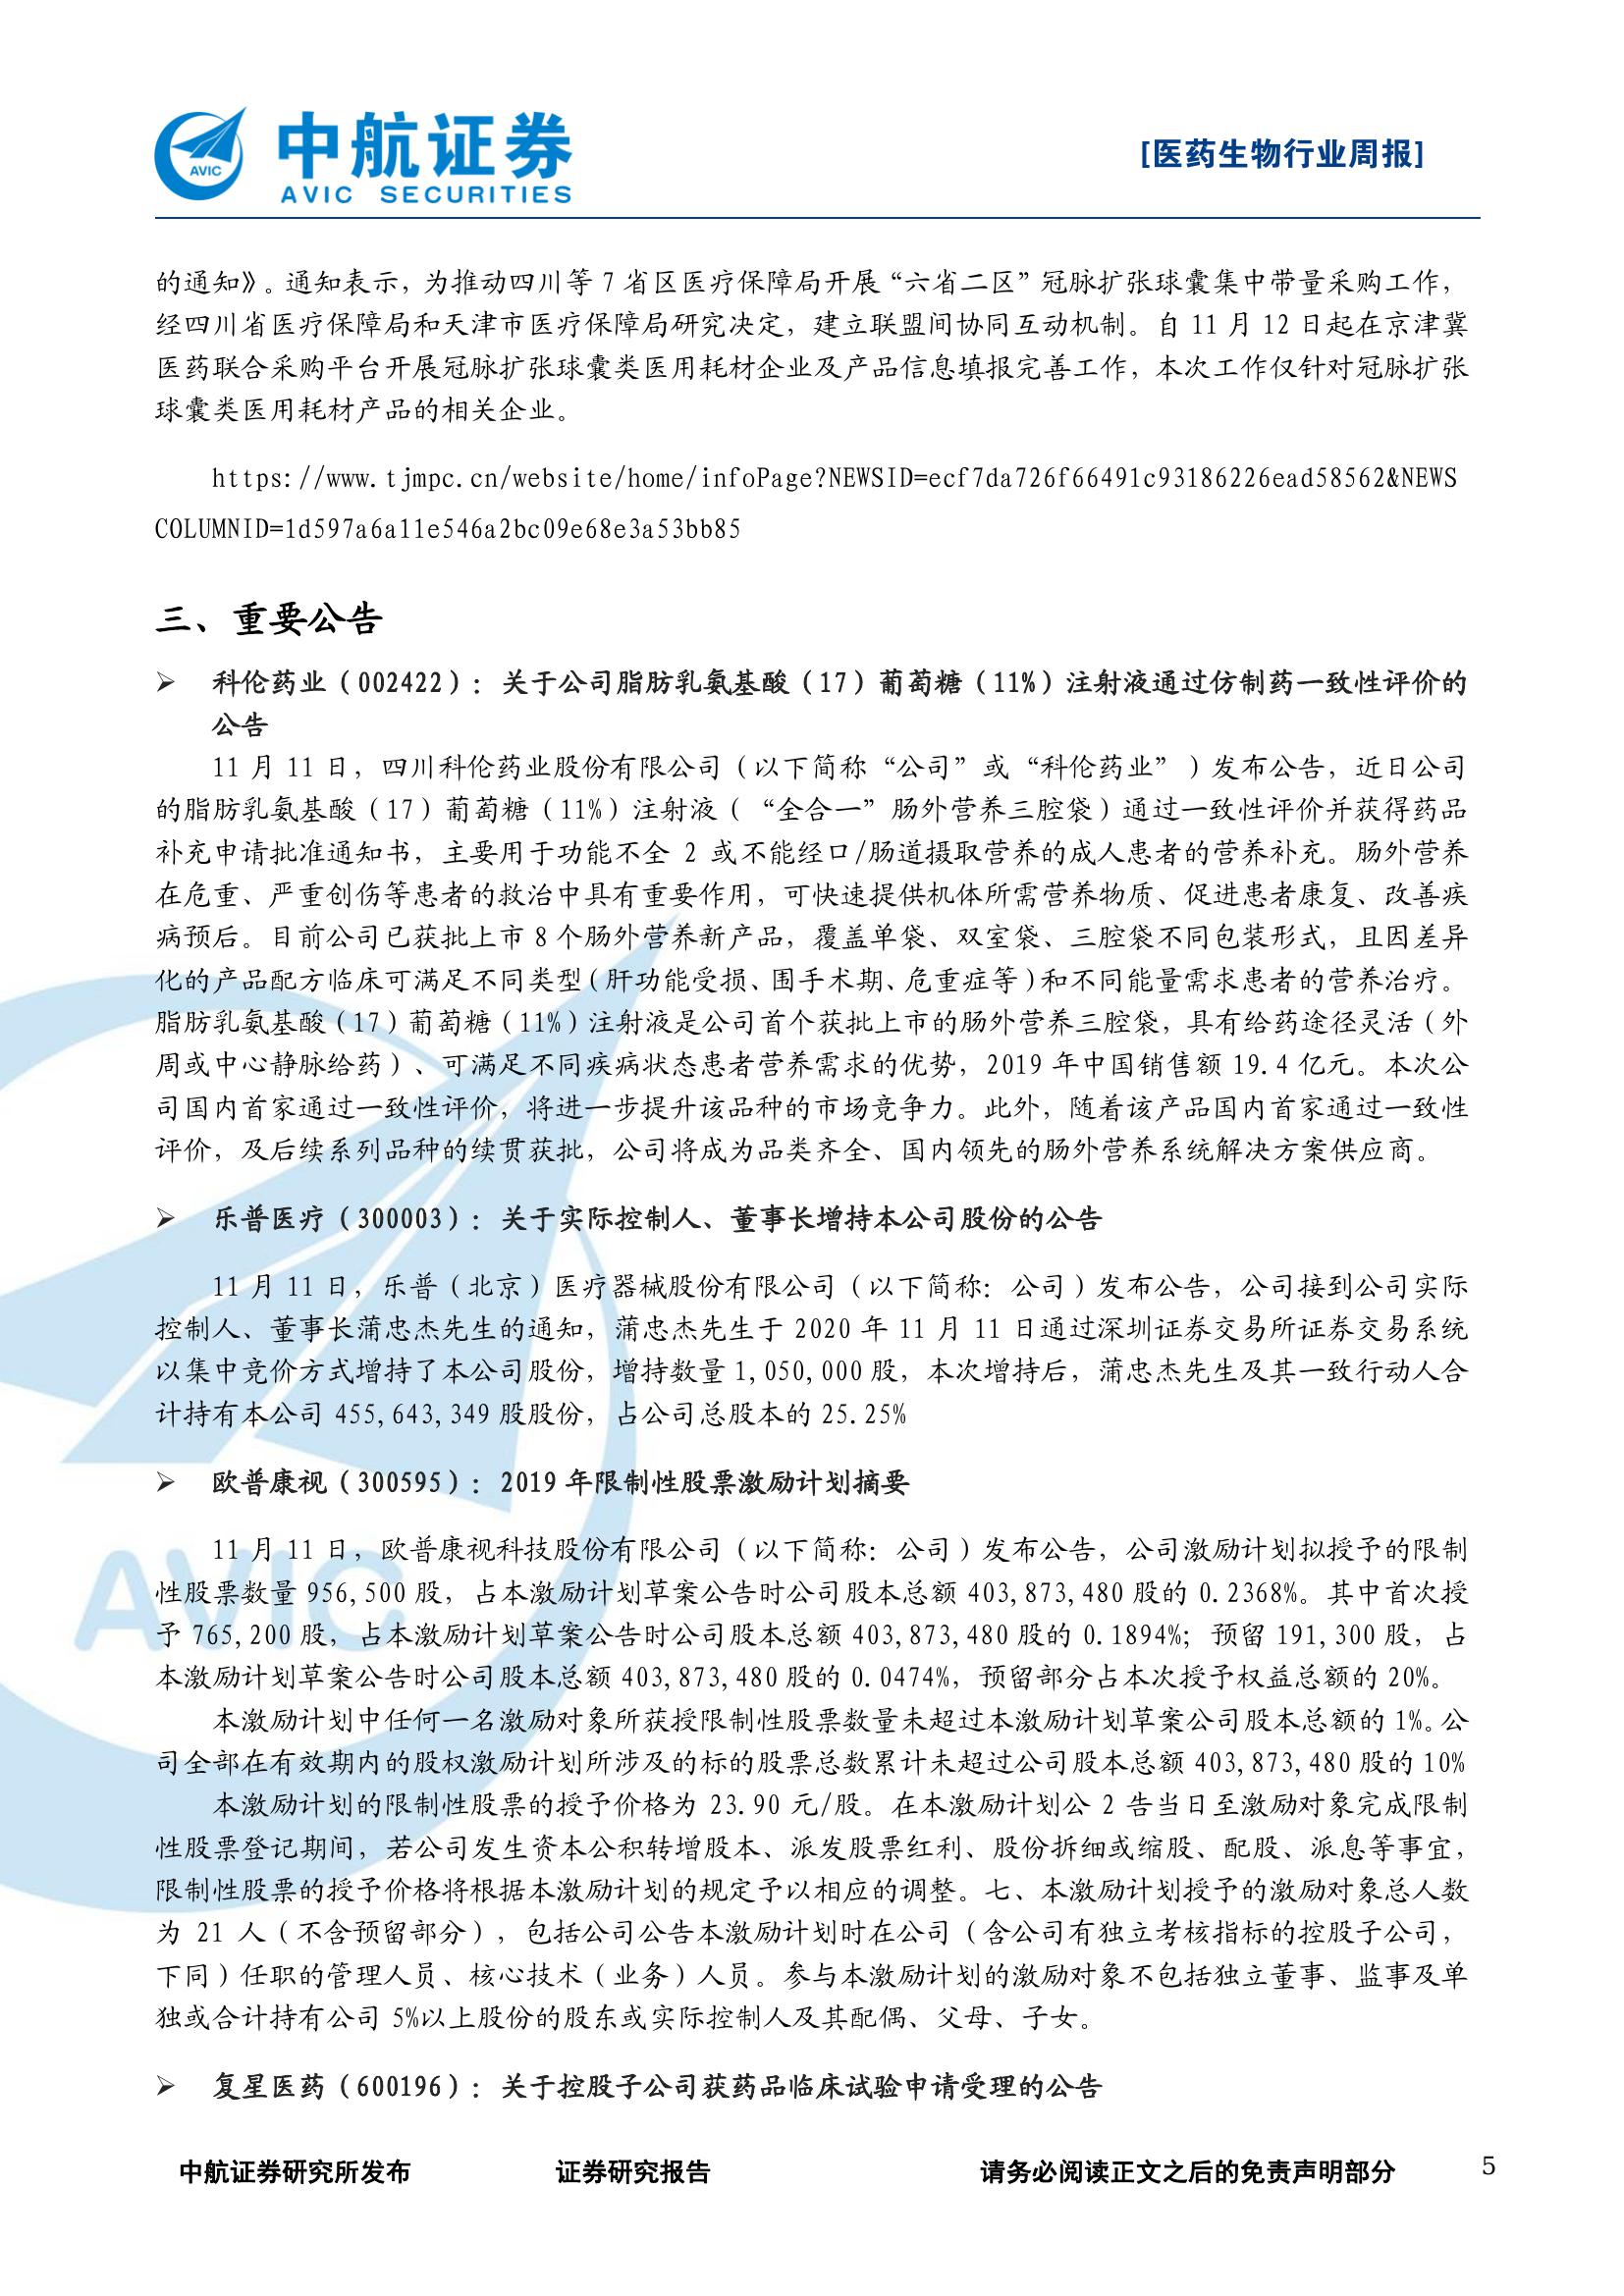 AVIC
中航证券
AVIC SECURITIES
[医药生物行业周报]
的通知》。通知表示，为推动四川等 7 省区医疗保障局开展“六省二区”冠脉扩张球囊集中带量采购工作，
经四川省医疗保障局和天津市医疗保障局研究决定，建立联盟间协同互动机制。自 11 月 12 日起在京津冀
医药联合采购平台开展冠脉扩张球囊类医用耗材企业及产品信息填报完善工作，本次工作仅针对冠脉扩张
球囊类医用耗材产品的相关企业。
https://www.tjmpc.cn/website/home/infoPage?NEWSID=ecf7da726f66491c93186226ead58562&NEWS
COLUMNID=1d597a6a11e546a2bc09e68e3a53bb85
三、重要公告
➢ 科伦药业（002422）：关于公司脂肪乳氨基酸（17）葡萄糖（11%）注射液通过仿制药一致性评价的
公告
11 月 11 日，四川科伦药业股份有限公司（以下简称“公司”或“科伦药业”）发布公告，近日公司
的脂肪乳氨基酸（17）葡萄糖（11%）注射液（“全合一”肠外营养三腔袋）通过一致性评价并获得药品
补充申请批准通知书，主要用于功能不全 2 或不能经口/肠道摄取营养的成人患者的营养补充。肠外营养
在危重、严重创伤等患者的救治中具有重要作用，可快速提供机体所需营养物质、促进患者康复、改善疾
病预后。目前公司已获批上市 8 个肠外营养新产品，覆盖单袋、双室袋、三腔袋不同包装形式，且因差异
化的产品配方临床可满足不同类型（肝功能受损、围手术期、危重症等）和不同能量需求患者的营养治疗。
脂肪乳氨基酸（17）葡萄糖（11%）注射液是公司首个获批上市的肠外营养三腔袋，具有给药途径灵活（外
周或中心静脉给药）、可满足不同疾病状态患者营养需求的优势，2019 年中国销售额 19.4 亿元。本次公
司国内首家通过一致性评价，将进一步提升该品种的市场竞争力。此外，随着该产品国内首家通过一致性
评价，及后续系列品种的续贯获批，公司将成为品类齐全、国内领先的肠外营养系统解决方案供应商。
➢ 乐普医疗（300003）：关于实际控制人、董事长增持本公司股份的公告
11 月 11 日，乐普（北京）医疗器械股份有限公司（以下简称：公司）发布公告，公司接到公司实际
控制人、董事长蒲忠杰先生的通知，蒲忠杰先生于 2020 年 11 月 11 日通过深圳证券交易所证券交易系统
以集中竞价方式增持了本公司股份，增持数量 1,050,000 股，本次增持后，蒲忠杰先生及其一致行动人合
计持有本公司 455,643,349 股股份，占公司总股本的 25.25%
➢ 欧普康视（300595）：2019 年限制性股票激励计划摘要
11 月 11 日，欧普康视科技股份有限公司（以下简称：公司）发布公告，公司激励计划拟授予的限制
性股票数量 956,500 股，占本激励计划草案公告时公司股本总额 403,873,480 股的 0.2368%。其中首次授
予 765,200 股，占本激励计划草案公告时公司股本总额 403,873,480 股的 0.1894%；预留 191,300 股，占
本激励计划草案公告时公司股本总额 403,873,480 股的 0.0474%，预留部分占本次授予权益总额的 20%。
本激励计划中任何一名激励对象所获授限制性股票数量未超过本激励计划草案公司股本总额的 1%。公
司全部在有效期内的股权激励计划所涉及的标的股票总数累计未超过公司股本总额 403,873,480 股的 10%
本激励计划的限制性股票的授予价格为 23.90 元/股。在本激励计划公 2 告当日至激励对象完成限制
性股票登记期间，若公司发生资本公积转增股本、派发股票红利、股份拆细或缩股、配股、派息等事宜，
限制性股票的授予价格将根据本激励计划的规定予以相应的调整。七、本激励计划授予的激励对象总人数
为 21 人（不含预留部分），包括公司公告本激励计划时在公司（含公司有独立考核指标的控股子公司，
下同）任职的管理人员、核心技术（业务）人员。参与本激励计划的激励对象不包括独立董事、监事及单
独或合计持有公司 5%以上股份的股东或实际控制人及其配偶、父母、子女。
➢ 复星医药（600196）：关于控股子公司获药品临床试验申请受理的公告
AVIC
中航证券研究所发布 证券研究报告 请务必阅读正文之后的免责声明部分 5